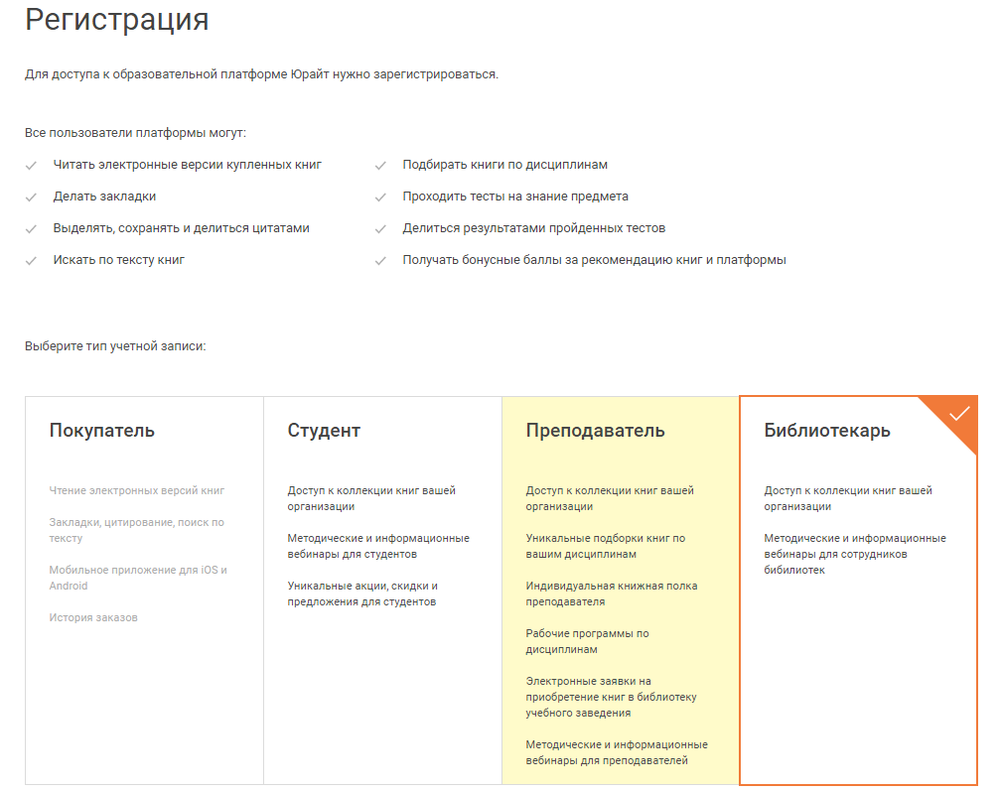 Регистрация
Для доступа к образовательной платформе Юрайт нужно зарегистрироваться.
Все пользователи платформы могут:
Читать электронные версии купленных книг
Делать закладки
Выделять, сохранять и делиться цитатами
Искать по тексту книг
Подбирать книги по дисциплинам
Проходить тесты на знание предмета
Делиться результатами пройденных тестов
Получать бонусные баллы за рекомендацию книг и платформы
Выберите тип учетной записи:
Покупатель
Чтение электронных версий книг
Закладки, цитирование, поиск по
тексту
Мобильное приложение для iOS и
Android
История заказов
Студент
Доступ к коллекции книг вашей
организации
Методические и информационные
вебинары для студентов
Уникальные акции, скидки и
предложения для студентов
Преподаватель
Доступ к коллекции книг вашей
организации
Уникальные подборки книг по
вашим дисциплинам
Индивидуальная книжная полка
преподавателя
Рабочие программы по
дисциплинам
Электронные заявки на
приобретение книг в библиотеку
учебного заведения
Методические и информационные
вебинары для преподавателей
Библиотекарь
Доступ к коллекции книг вашей
организации
Методические и информационные
вебинары для сотрудников
бибилиотек